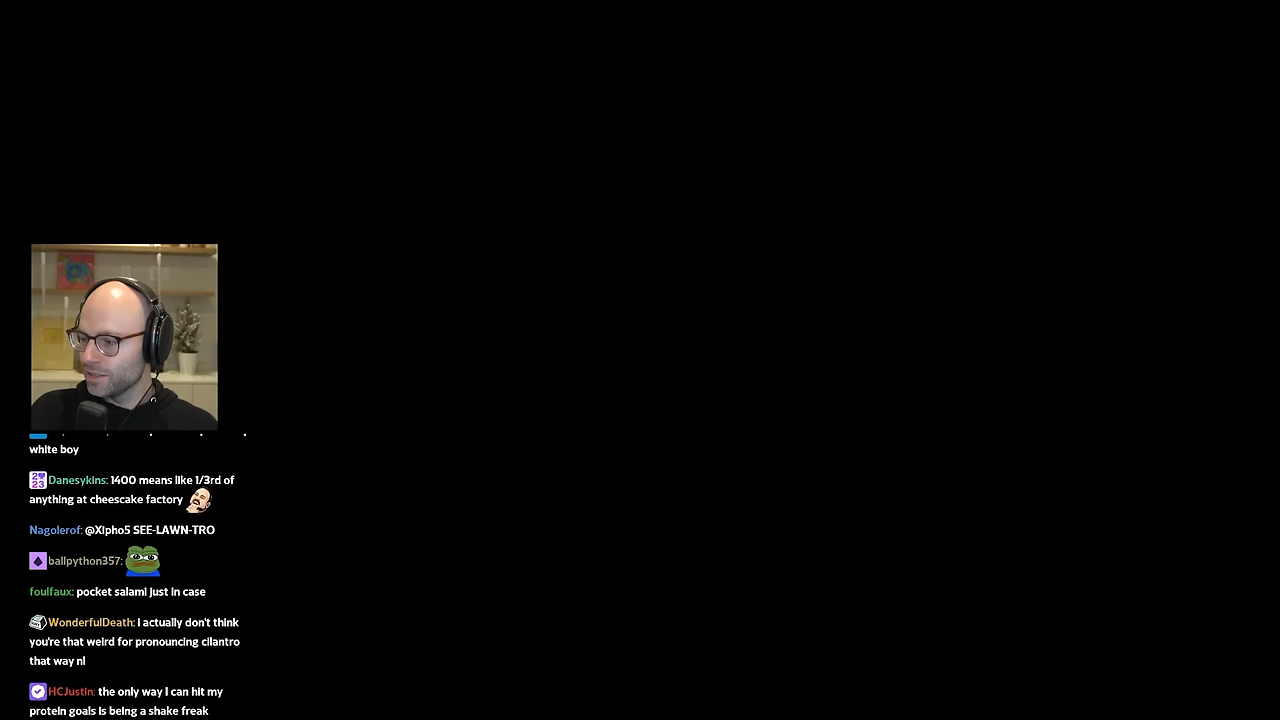 white boy
Danesykins: 1400 means like 1/3rd of
anything at cheescake factory
Nagolerof: @Xipho5 SEE-LAWN-TRO
ballpython357:
foulfaux: pocket salami just in case
WonderfulDeath: i actually don't think
you're that weird for pronouncing cilantro
that way nl
HCJustin: the only way I can hit my
protein goals is being a shake freak